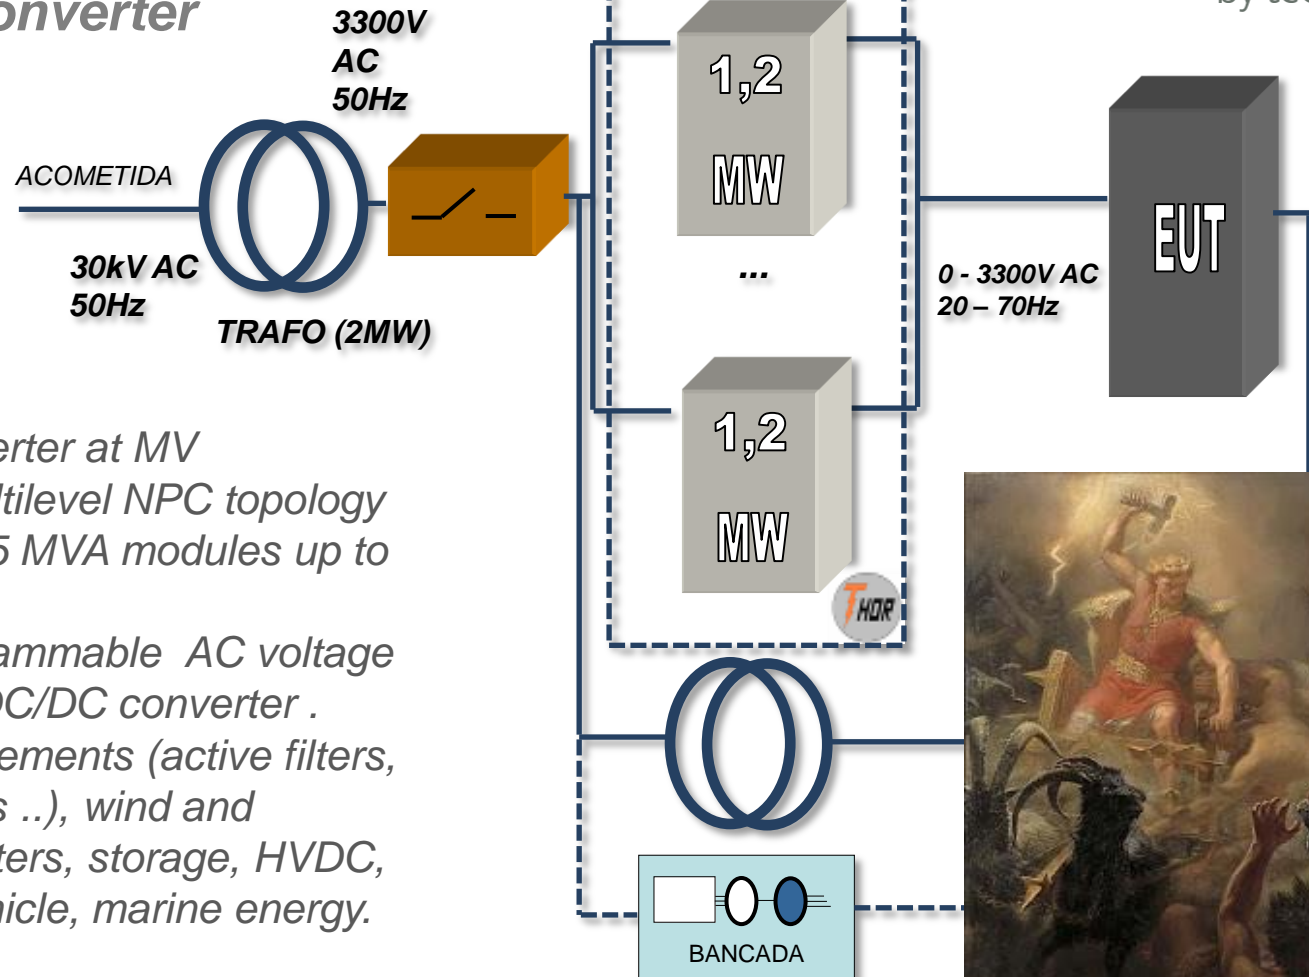 onverter
by tec
3300V
AC
50Hz
ACOMETIDA
30kV AC
50Hz
TRAFO (2MW)
1,2
MW
...
1,2
MW
THOR
0 - 3300V AC
20 – 70Hz
EUT
erter at MV
ltilevel NPC topology
5 MVA modules up to
ammable AC voltage
DC/DC converter .
ements (active filters,
s ..), wind and
ters, storage, HVDC,
hicle, marine energy.
BANCADA